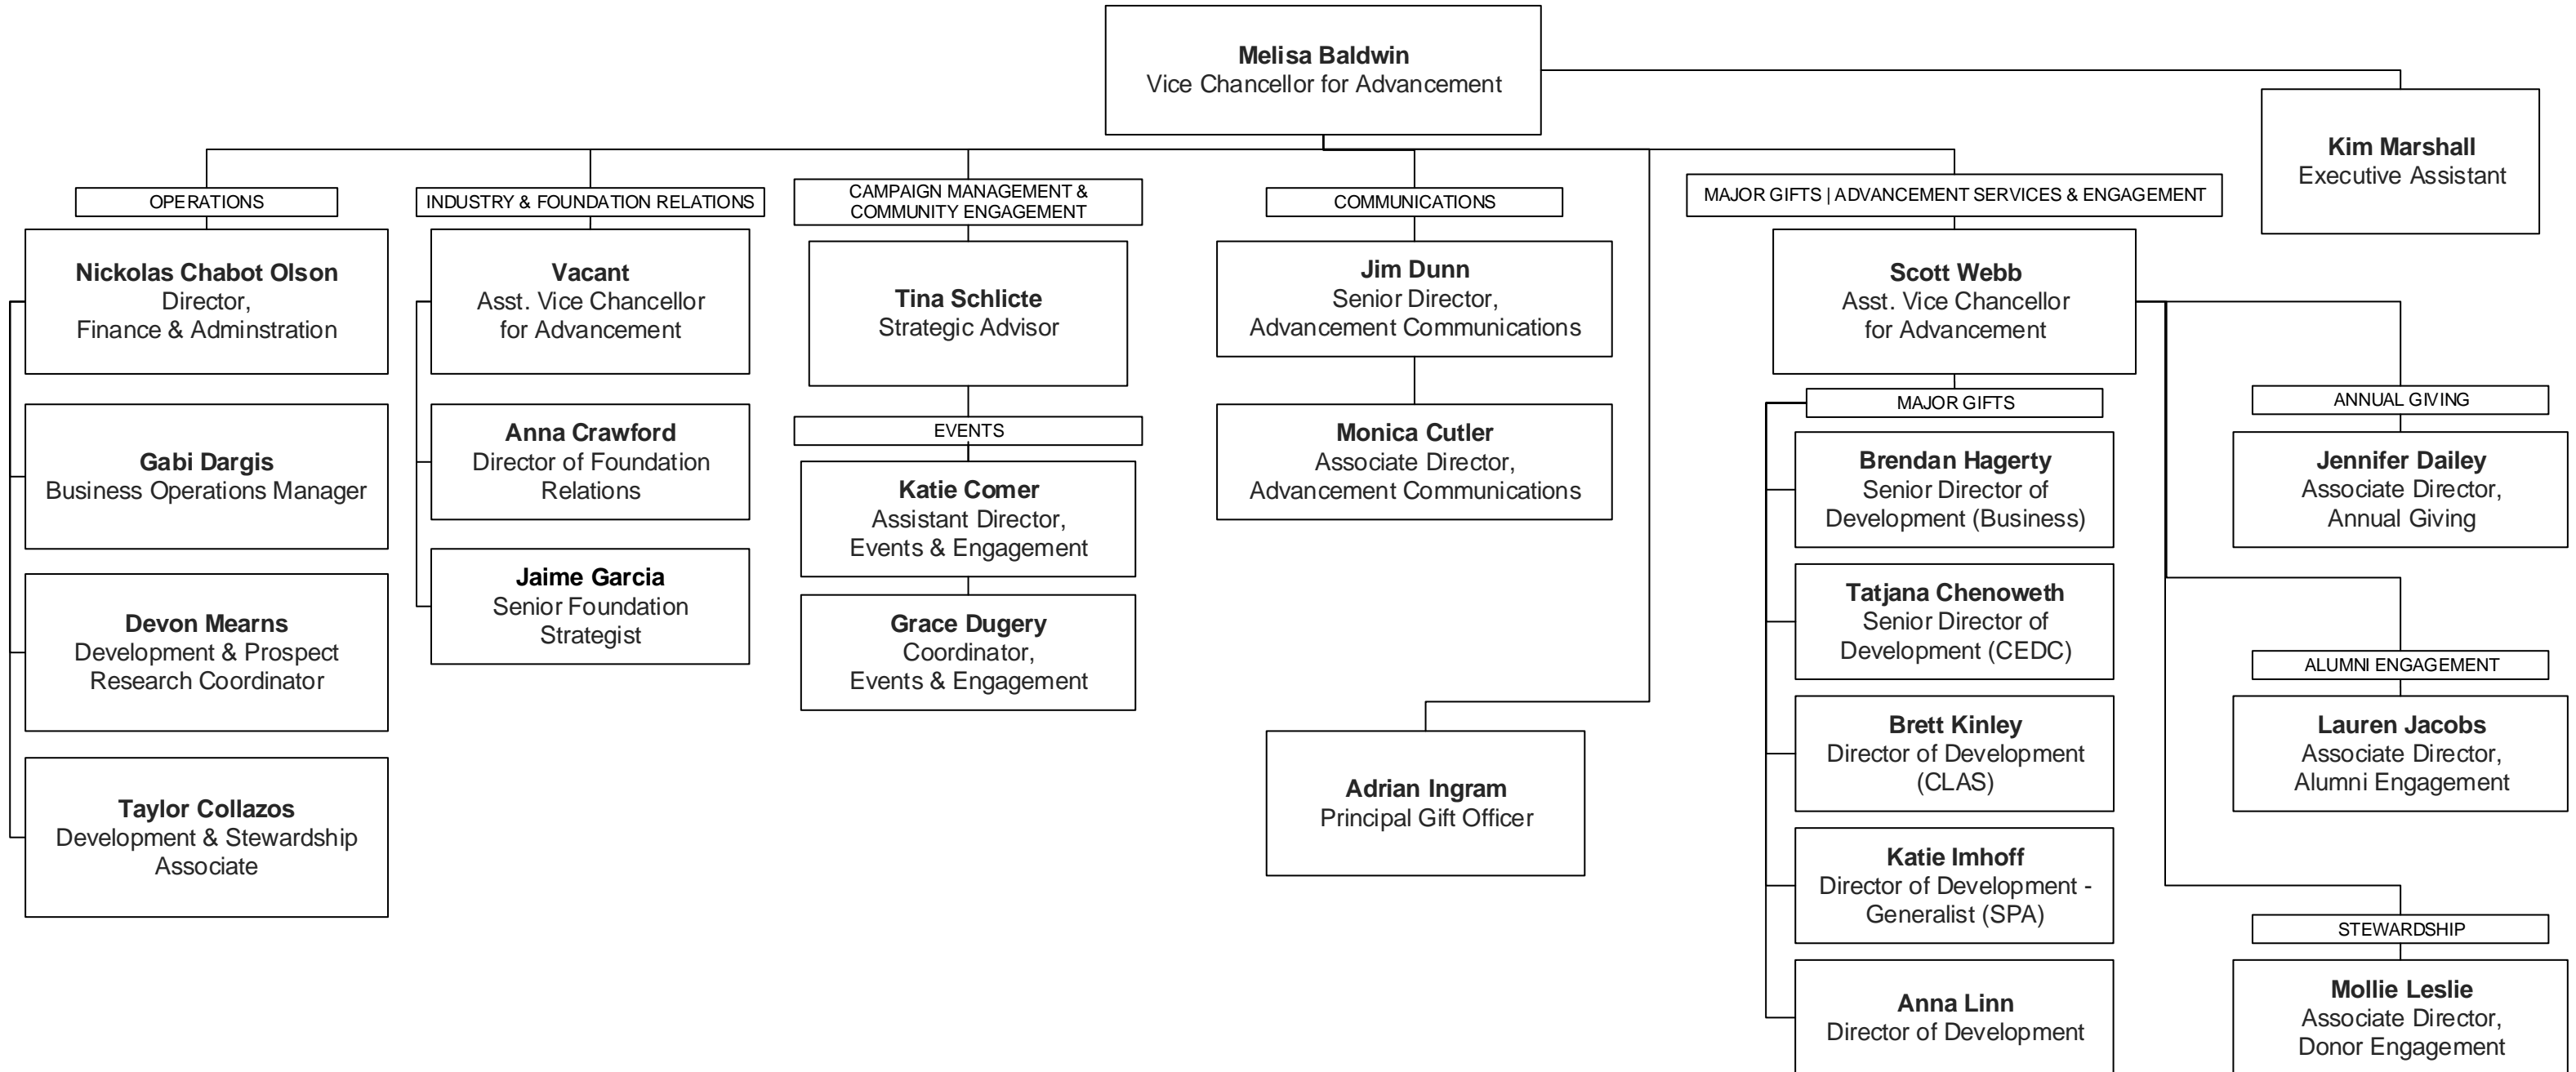 Melisa Baldwin
Vice Chancellor for Advancement
Kim Marshall
Executive Assistant
OPERATIONS
Nickolas Chabot Olson
Director,
Finance & Adminstration
Gabi Dargis
Business Operations Manager
Devon Mearns
Development & Prospect
Research Coordinator
Taylor Collazos
Development & Stewardship
Associate
INDUSTRY & FOUNDATION RELATIONS
Vacant
Asst. Vice Chancellor
for Advancement
Anna Crawford
Director of Foundation
Relations
Jaime Garcia
Senior Foundation
Strategist
CAMPAIGN MANAGEMENT &
COMMUNITY ENGAGEMENT
Tina Schlicte
Strategic Advisor
EVENTS
Katie Comer
Assistant Director,
Events & Engagement
Grace Dugery
Coordinator,
Events & Engagement
COMMUNICATIONS
Jim Dunn
Senior Director,
Advancement Communications
Monica Cutler
Associate Director,
Advancement Communications
Adrian Ingram
Principal Gift Officer
MAJOR GIFTS | ADVANCEMENT SERVICES & ENGAGEMENT
Scott Webb
Asst. Vice Chancellor
for Advancement
MAJOR GIFTS
Brendan Hagerty
Senior Director of
Development (Business)
Tatjana Chenoweth
Senior Director of
Development (CEDC)
Brett Kinley
Director of Development
(CLAS)
Katie Imhoff
Director of Development -
Generalist (SPA)
Anna Linn
Director of Development
ANNUAL GIVING
Jennifer Dailey
Associate Director,
Annual Giving
ALUMNI ENGAGEMENT
Lauren Jacobs
Associate Director,
Alumni Engagement
STEWARDSHIP
Mollie Leslie
Associate Director,
Donor Engagement